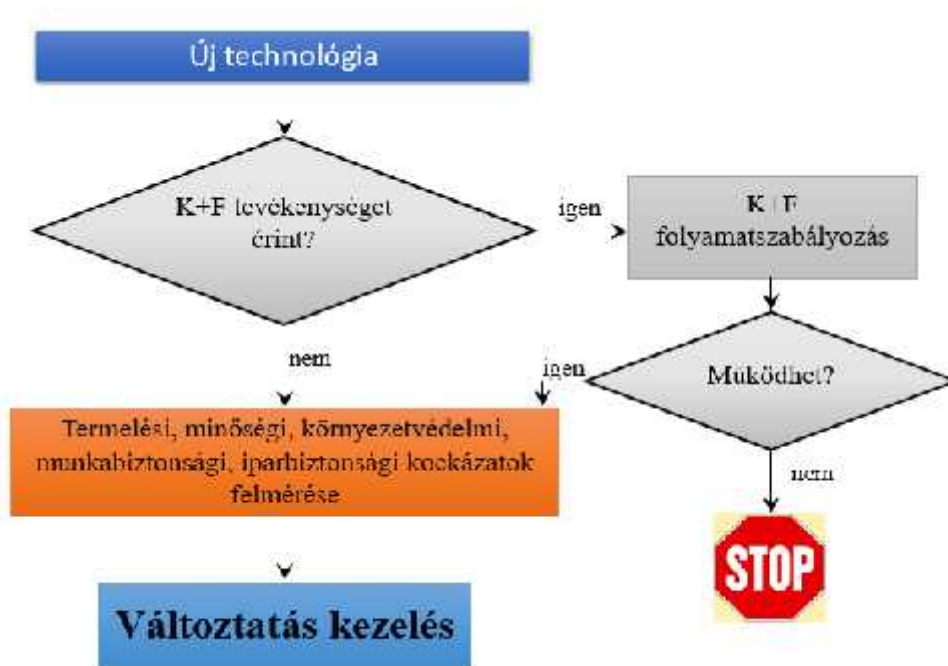 Új technológia
K+F tevékenységet
érint?
igen
K+F
folyamatszabályozás
nem
igen
Működhet?
Termelési, minőségi, környezetvédelmi,
munkabiztonsági, iparbiztonsági kockázatok
felmérése
nem
STOP
Változtatás kezelés